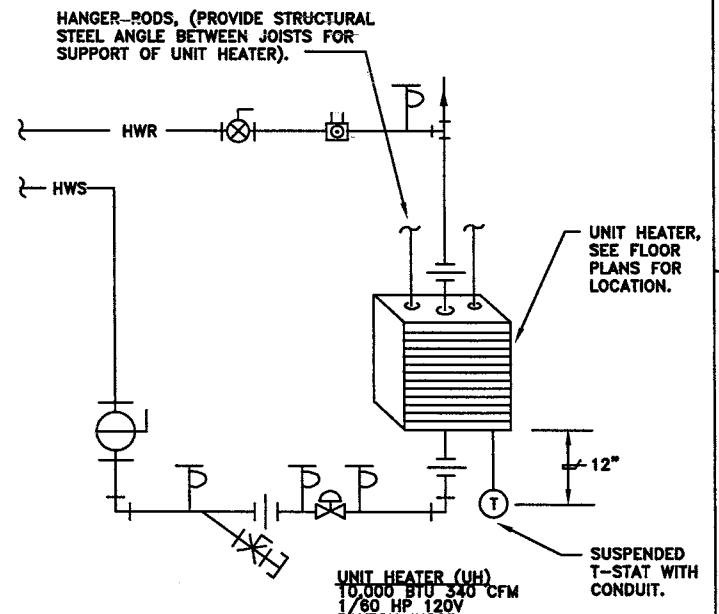 HANGER-RODS, (PROVIDE STRUCTURAL
STEEL ANGLE BETWEEN JOISTS FOR
SUPPORT OF UNIT HEATER).
HWR
HWS
UNIT HEATER,
SEE FLOOR
PLANS FOR
LOCATION.
12"
T
SUSPENDED
T-STAT WITH
CONDUIT.
UNIT HEATER (UH)
10,000 BTU 340 CFM
1/60 HP 120V